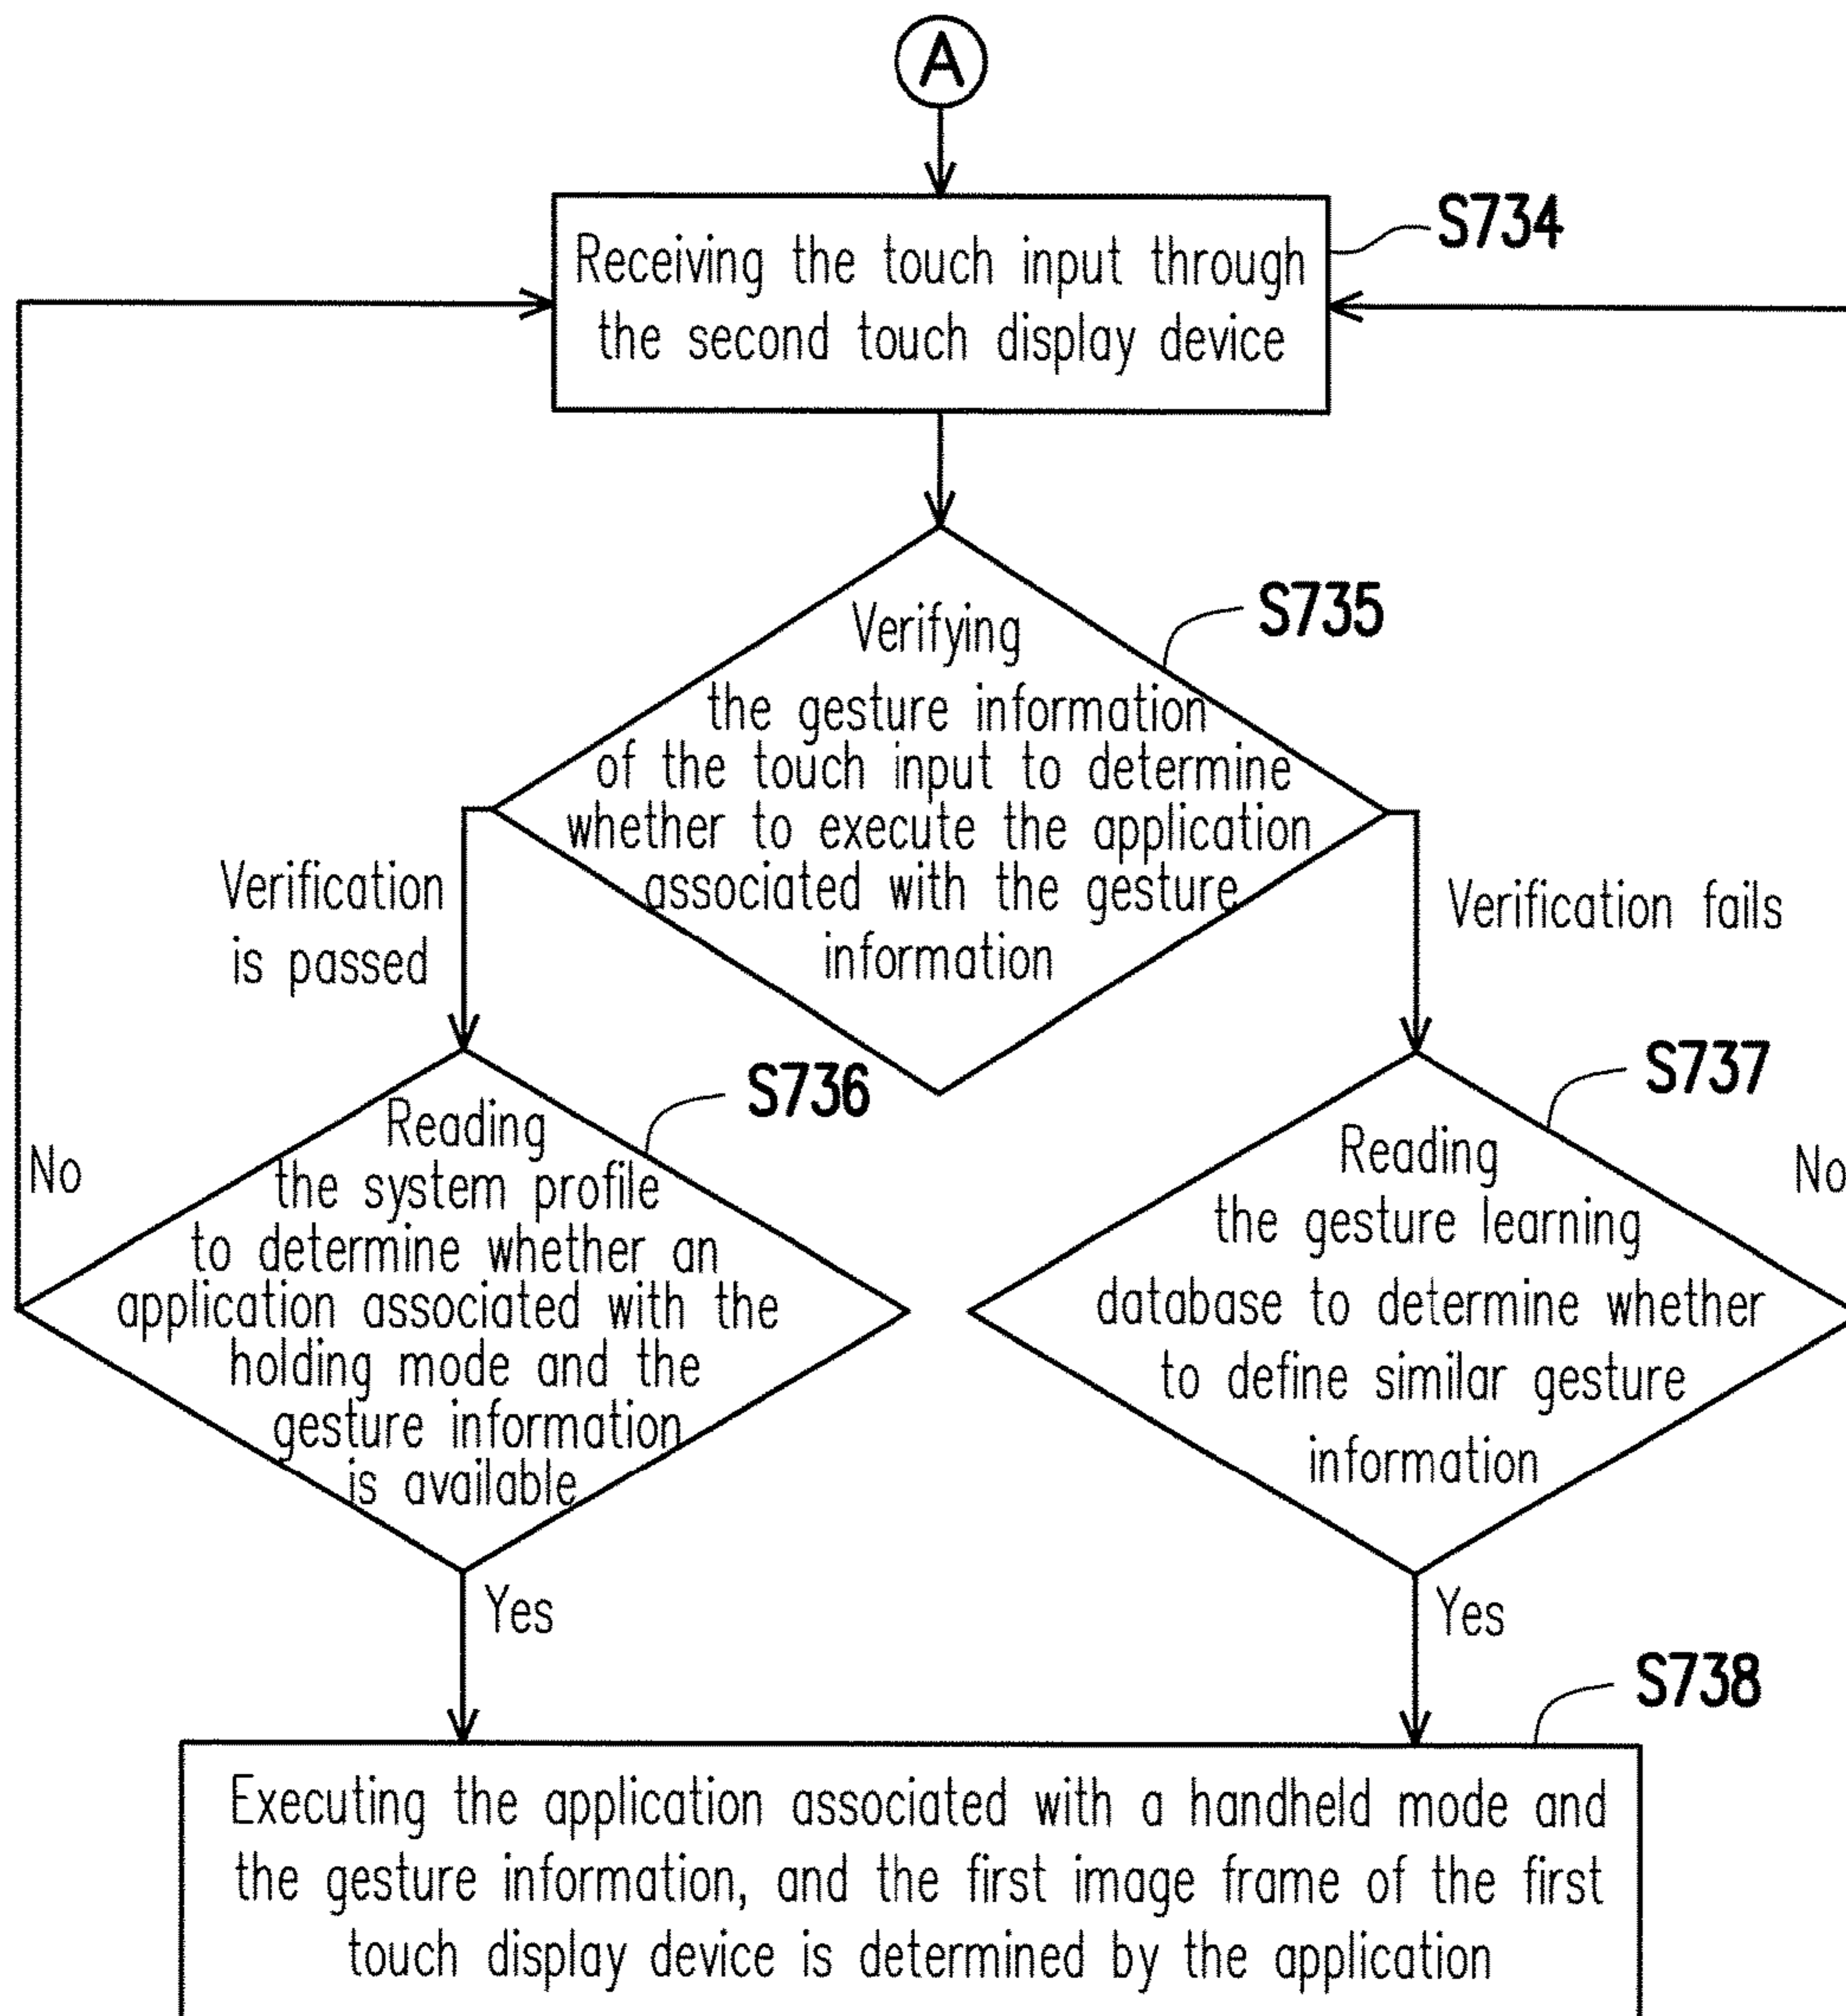 A
Receiving the touch input through
the second touch display device
S734
Verifying
the gesture information
of the touch input to determine
whether to execute the application
associated with the gesture
information
S735
Verification
is passed
Verification fails
Reading
the system profile
to determine whether an
application associated with the
holding mode and the
gesture information
is available
S736
No
Reading
the gesture learning
database to determine whether
to define similar gesture
information
S737
No
Yes
Yes
S738
Executing the application associated with a handheld mode and
the gesture information, and the first image frame of the first
touch display device is determined by the application